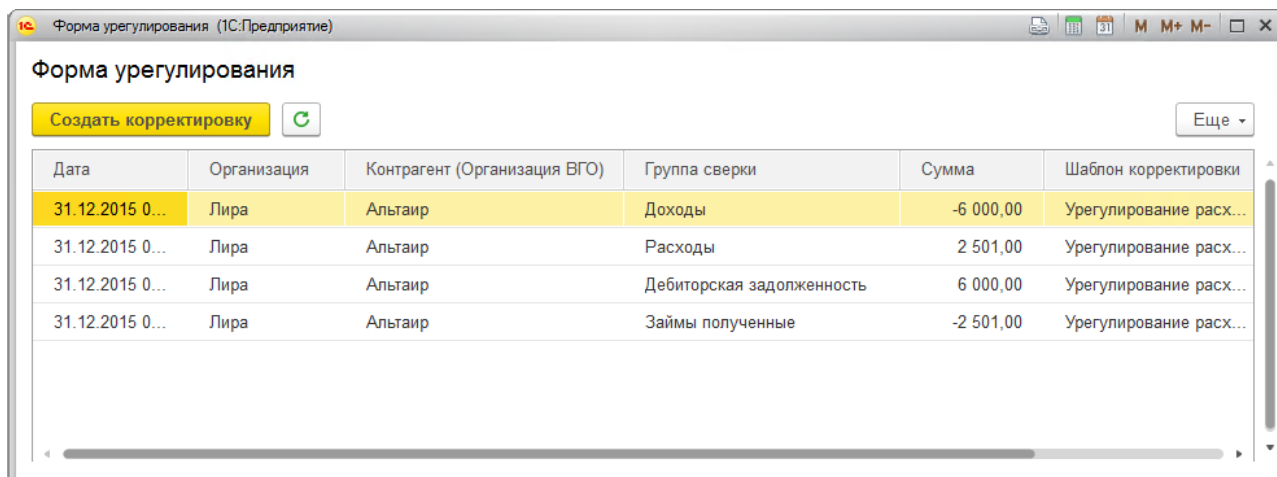 1С Форма урегулирования (1С:Предприятие) 31 M M+ M-
Форма урегулирования
Создать корректировку Еще
Дата Организация Контрагент (Организация ВГО) Группа сверки Сумма Шаблон корректировки
31.12.2015 0... Лира Альтаир Доходы -6 000,00 Урегулирование расх...
31.12.2015 0... Лира Альтаир Расходы 2 501,00 Урегулирование расх...
31.12.2015 0... Лира Альтаир Дебиторская задолженность 6 000,00 Урегулирование расх...
31.12.2015 0... Лира Альтаир Займы полученные -2 501,00 Урегулирование расх...